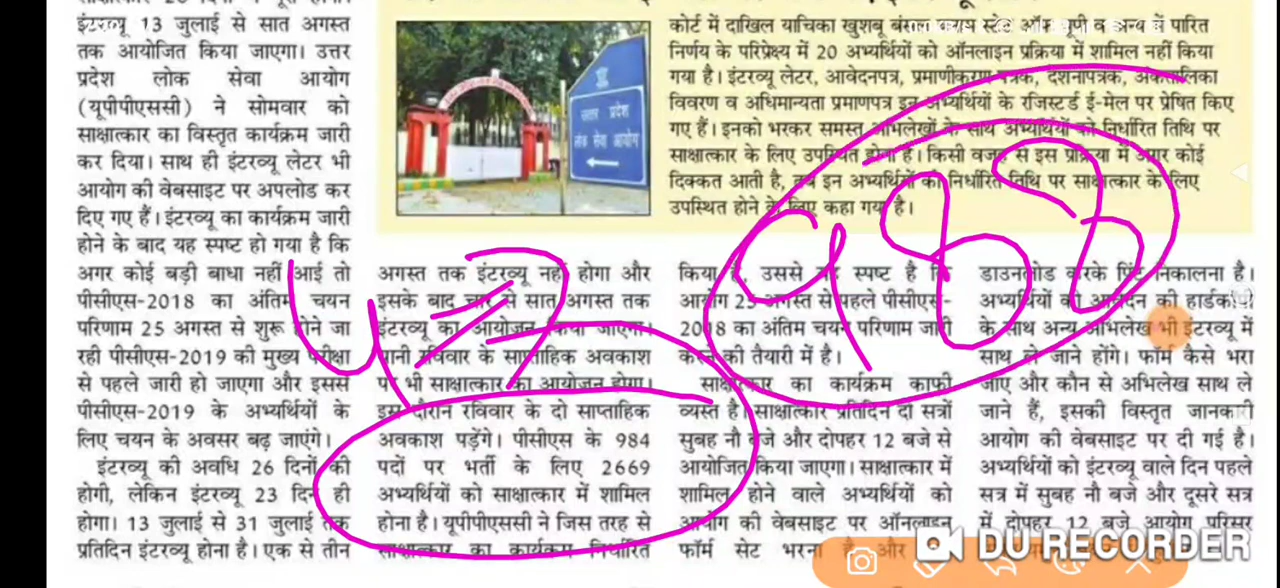 इंटरव्यू 13 जुलाई से सात अगस्त
तक आयोजित किया जाएगा। उत्तर
प्रदेश लोक सेवा आयोग
(यूपीपीएससी) ने सोमवार को
साक्षात्कार का विस्तृत कार्यक्रम जारी
कर दिया। साथ ही इंटरव्यू लेटर भी
आयोग की वेबसाइट पर अपलोड कर
दिए गए हैं। इंटरव्यू का कार्यक्रम जारी
होने के बाद यह स्पष्ट हो गया है कि
अगर कोई बड़ी बाधा नहीं आई तो
पीसीएस-2018 का अंतिम चयन
परिणाम 25 अगस्त से शुरू होने जा
रही पीसीएस-2019 की मुख्य परीक्षा
से पहले जारी हो जाएगा और इससे
पीसीएस-2019 के अभ्यर्थियों के
लिए चयन के अवसर बढ़ जाएंगे।
इंटरव्यू की अवधि 26 दिनों की
होगी, लेकिन इंटरव्यू 23 दिन ही
होगा। 13 जुलाई से 31 जुलाई तक
प्रतिदिन इंटरव्यू होना है। एक से तीन
उत्तर प्रदेश
लोक सेवा आयोग
कोर्ट में दाखिल याचिका खुशबू बंसल बनाम स्टेट ऑफ यूपी व अन्य में पारित
निर्णय के परिप्रेक्ष्य में 20 अभ्यर्थियों को ऑनलाइन प्रक्रिया में शामिल नहीं किया
गया है। इंटरव्यू लेटर, आवेदनपत्र, प्रमाणीकरण पत्रक,
विवरण व अधिमान्यता प्रमाणपत्र इन अभ्यर्थियों के रजिस्टर्ड ई-मेल पर प्रेषित किए
गए हैं। इनको भरकर समस्त अभिलेखों के साथ अभ्यर्थियों को निर्धारित तिथि पर
साक्षात्कार के लिए उपस्थित होना है। किसी वजह से इस प्रक्रिया में अगर कोई
दिक्कत आती है, तब इन अभ्यर्थियों को निर्धारित तिथि पर साक्षात्कार के लिए
उपस्थित होने के लिए कहा गया है।
अगस्त तक इंटरव्यू नहीं होगा और
इसके बाद चार से सात अगस्त तक
इंटरव्यू का आयोजन किया जाएगा।
यानी रविवार के साप्ताहिक अवकाश
पर भी साक्षात्कार का आयोजन होगा।
इस दौरान रविवार के दो साप्ताहिक
अवकाश पड़ेंगे। पीसीएस के 984
पदों पर भर्ती के लिए 2669
अभ्यर्थियों को साक्षात्कार में शामिल
होना है। यूपीपीएससी ने जिस तरह से
साक्षात्कार का कार्यक्रम निर्धारित
किया है, उससे यह स्पष्ट है कि
आयोग 25 अगस्त से पहले पीसीएस-
2018 का अंतिम चयन परिणाम जारी
करने की तैयारी में है।
साक्षात्कार का कार्यक्रम काफी
व्यस्त है। साक्षात्कार प्रतिदिन दो सत्रों
सुबह नौ बजे और दोपहर 12 बजे से
आयोजित किया जाएगा। साक्षात्कार में
शामिल होने वाले अभ्यर्थियों को
आयोग की वेबसाइट पर ऑनलाइन
फॉर्म सेट भरना है और
डाउनलोड करके प्रिंट निकालना है।
अभ्यर्थियों को आवेदन की हार्डकॉपी
के साथ अन्य अभिलेख भी इंटरव्यू में
साथ ले जाने होंगे। फॉर्म कैसे भरा
जाए और कौन से अभिलेख साथ ले
जाने हैं, इसकी विस्तृत जानकारी
आयोग की वेबसाइट पर दी गई है।
अभ्यर्थियों को इंटरव्यू वाले दिन पहले
सत्र में सुबह नौ बजे और दूसरे सत्र
में दोपहर 12 बजे आयोग परिसर
DU RECORDER